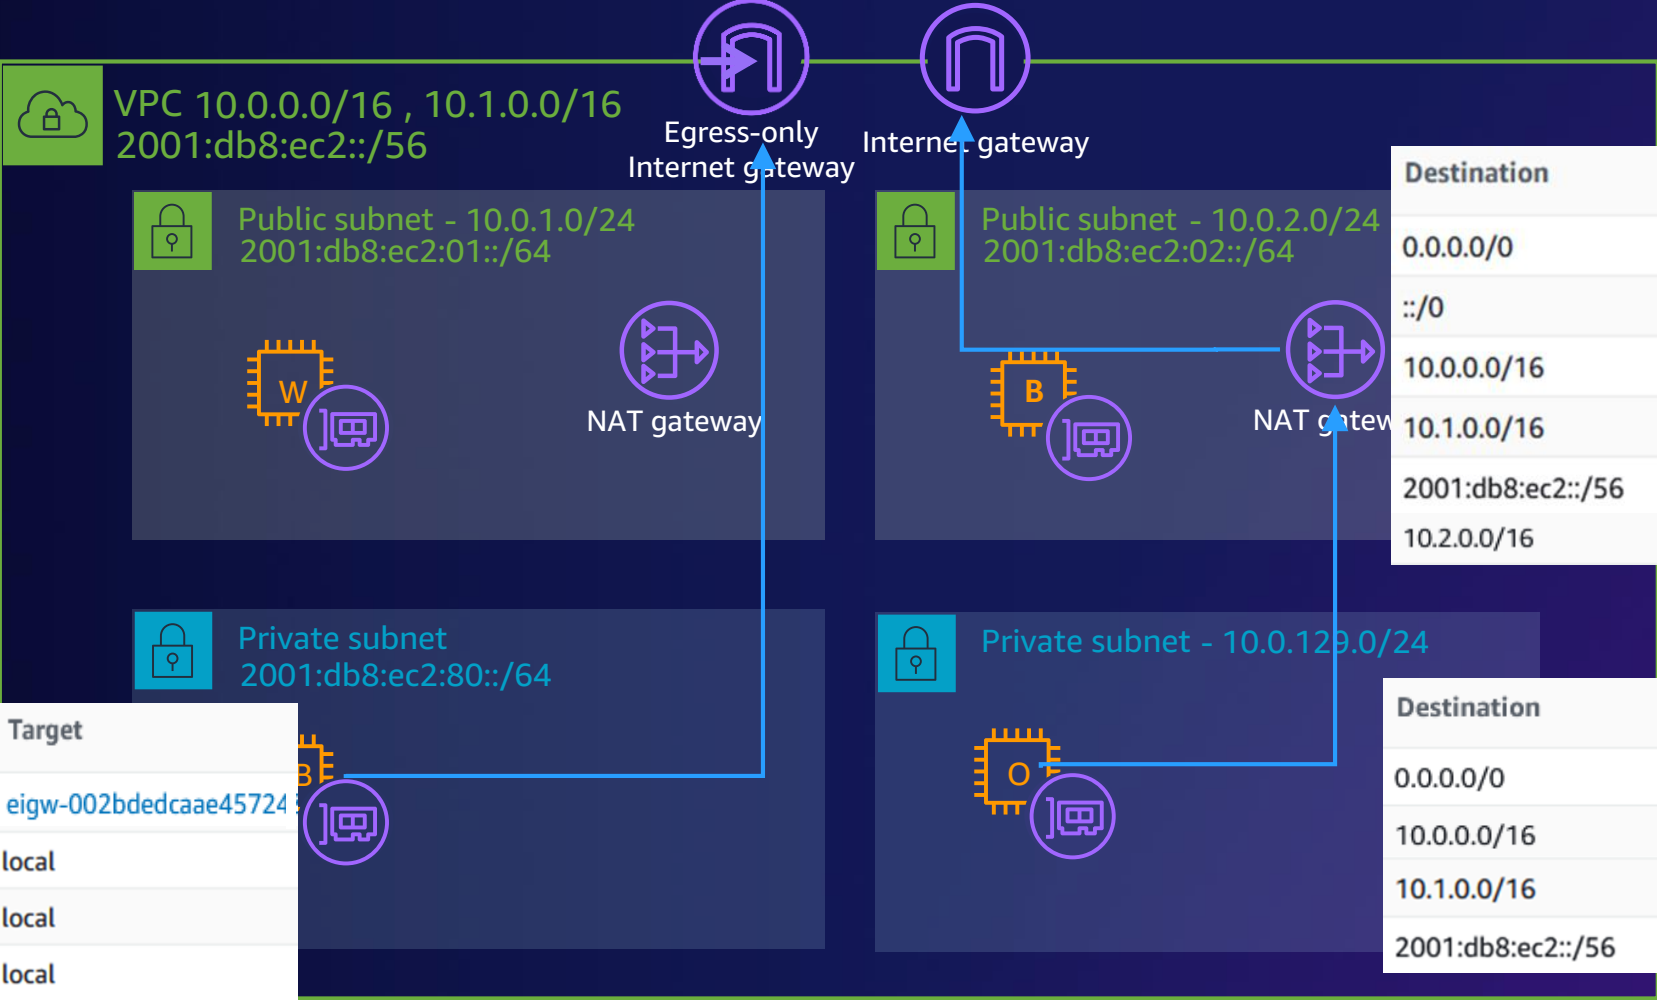 VPC 10.0.0.0/16 , 10.1.0.0/16
2001:db8:ec2::/56
Egress-only
Internet gateway
Internet gateway
Public subnet - 10.0.1.0/24
2001:db8:ec2:01::/64
W
NAT gateway
Public subnet - 10.0.2.0/24
2001:db8:ec2:02::/64
B
NAT gatew
Destination
0.0.0.0/0
::/0
10.0.0.0/16
10.1.0.0/16
2001:db8:ec2::/56
10.2.0.0/16
Private subnet
2001:db8:ec2:80::/64
B
Target
eigw-002bdedcaae45724
local
local
local
Private subnet - 10.0.129.0/24
O
Destination
0.0.0.0/0
10.0.0.0/16
10.1.0.0/16
2001:db8:ec2::/56